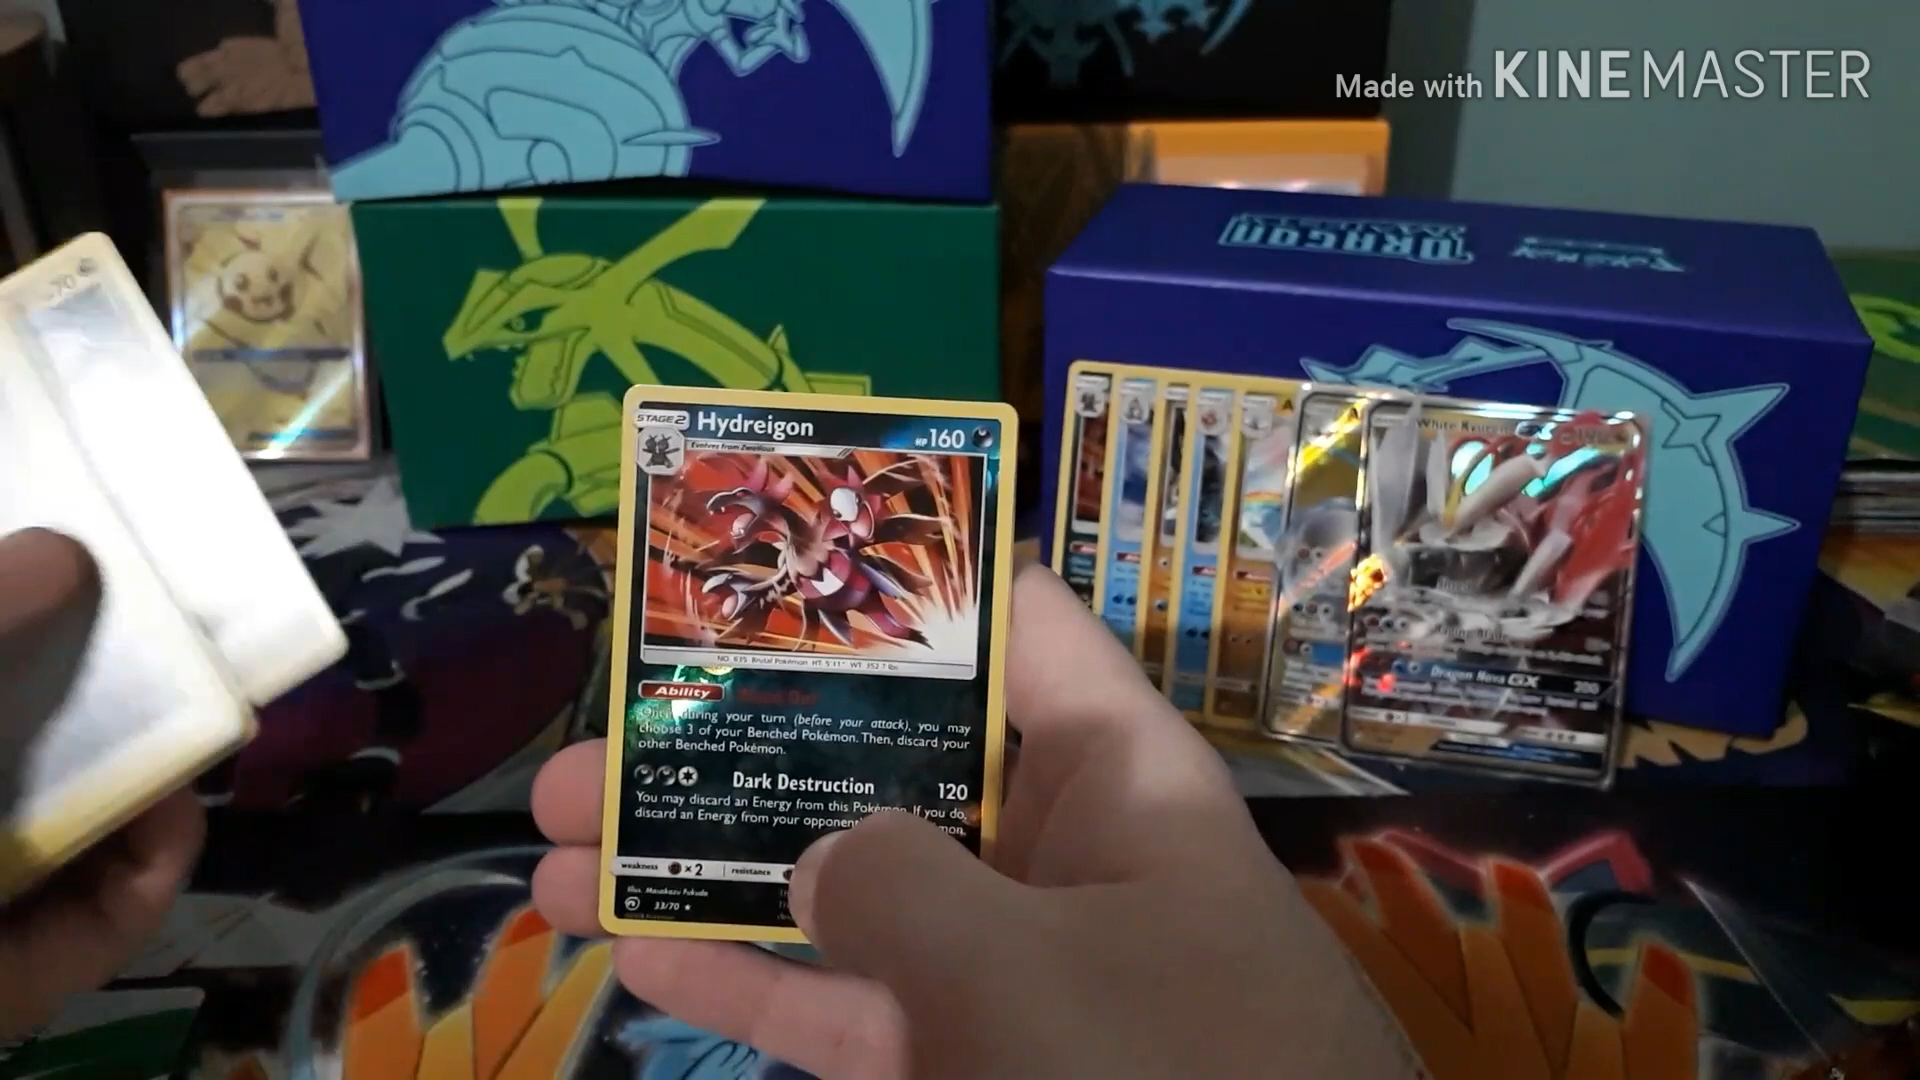 Made with KINEMASTER
DRAGON
POKéMON
STAGE 2 Hydreigon HP 160
Evolves from Zweilous
NO. 635 Brutal Pokémon HT: 5'11" WT: 352.7 lbs
Ability
Once during your turn (before your attack), you may
choose 3 of your Benched Pokémon. Then, discard your
other Benched Pokémon.
Dark Destruction 120
You may discard an Energy from this Pokémon. If you do,
discard an Energy from your opponent
weakness ×2 resistance
Illus. Masakazu Fukuda
33/70
White Kyurem
Dragon Nova GX 200